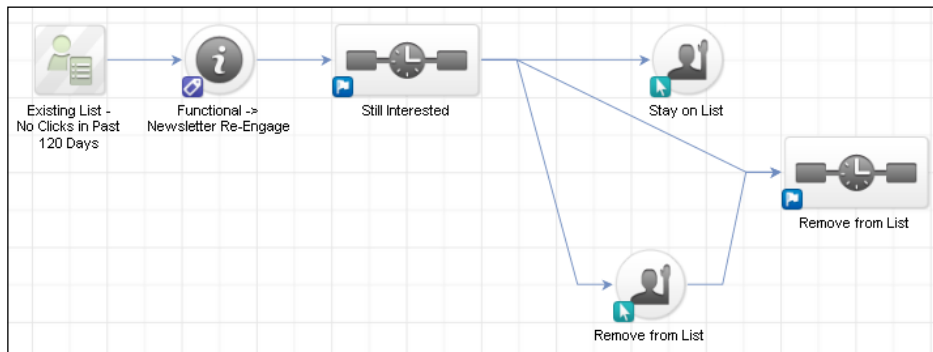 Existing List -
No Clicks in Past
120 Days
Functional ->
Newsletter Re-Engage
Still Interested
Stay on List
Remove from List
Remove from List